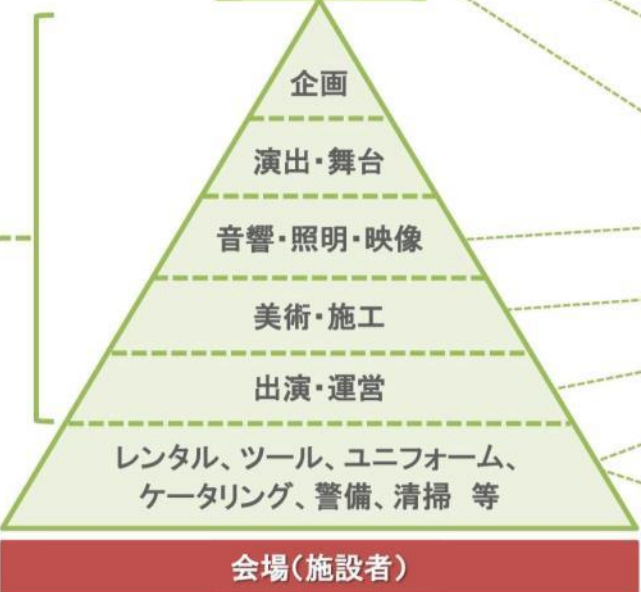 企画
演出・舞台
音響・照明・映像
美術・施工
出演・運営
レンタル、ツール、ユニフォーム、
ケータリング、警備、清掃　等
会場（施設者）